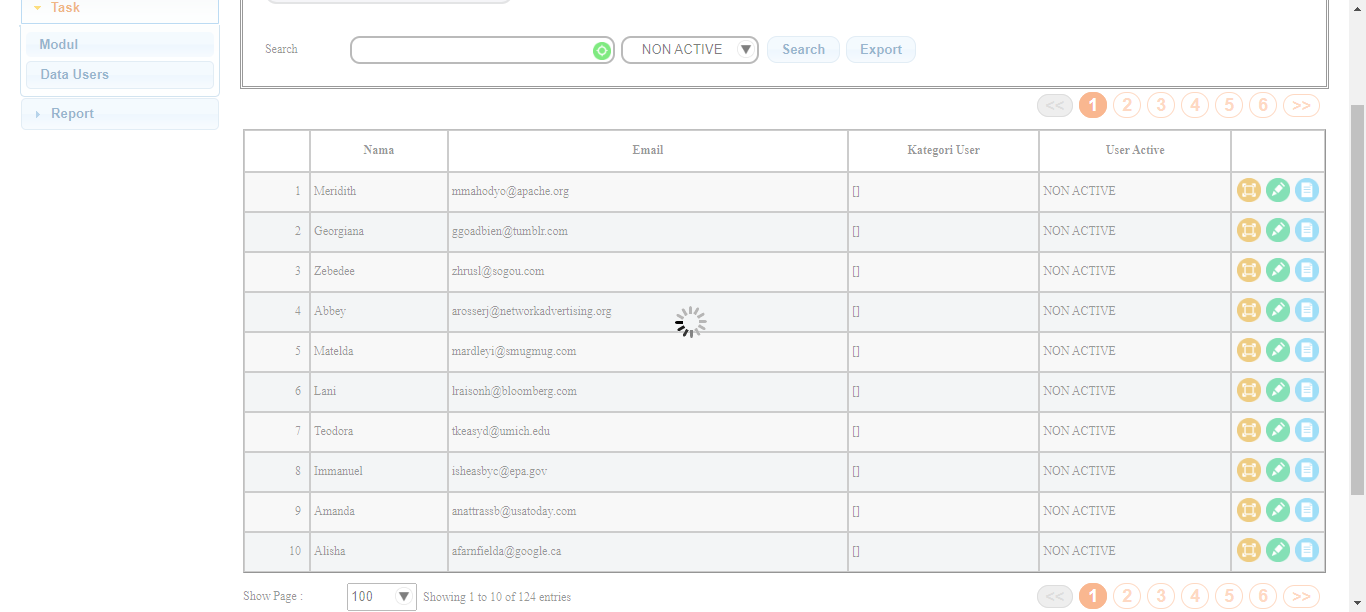 Task
Modul
Data Users
Report
Search NON ACTIVE Search Export
<< 1 2 3 4 5 6 >>
Nama Email Kategori User User Active
1 Meridith mmahodyo@apache.org [] NON ACTIVE
2 Georgiana ggoadbien@tumblr.com [] NON ACTIVE
3 Zebedee zhrusl@sogou.com [] NON ACTIVE
4 Abbey arosserj@networkadvertising.org [] NON ACTIVE
5 Matelda mardleyi@smugmug.com [] NON ACTIVE
6 Lani lraisonh@bloomberg.com [] NON ACTIVE
7 Teodora tkeasyd@umich.edu [] NON ACTIVE
8 Immanuel isheasbyc@epa.gov [] NON ACTIVE
9 Amanda anattrassb@usatoday.com [] NON ACTIVE
10 Alisha afarnfielda@google.ca [] NON ACTIVE
Show Page : 100 Showing 1 to 10 of 124 entries << 1 2 3 4 5 6 >>